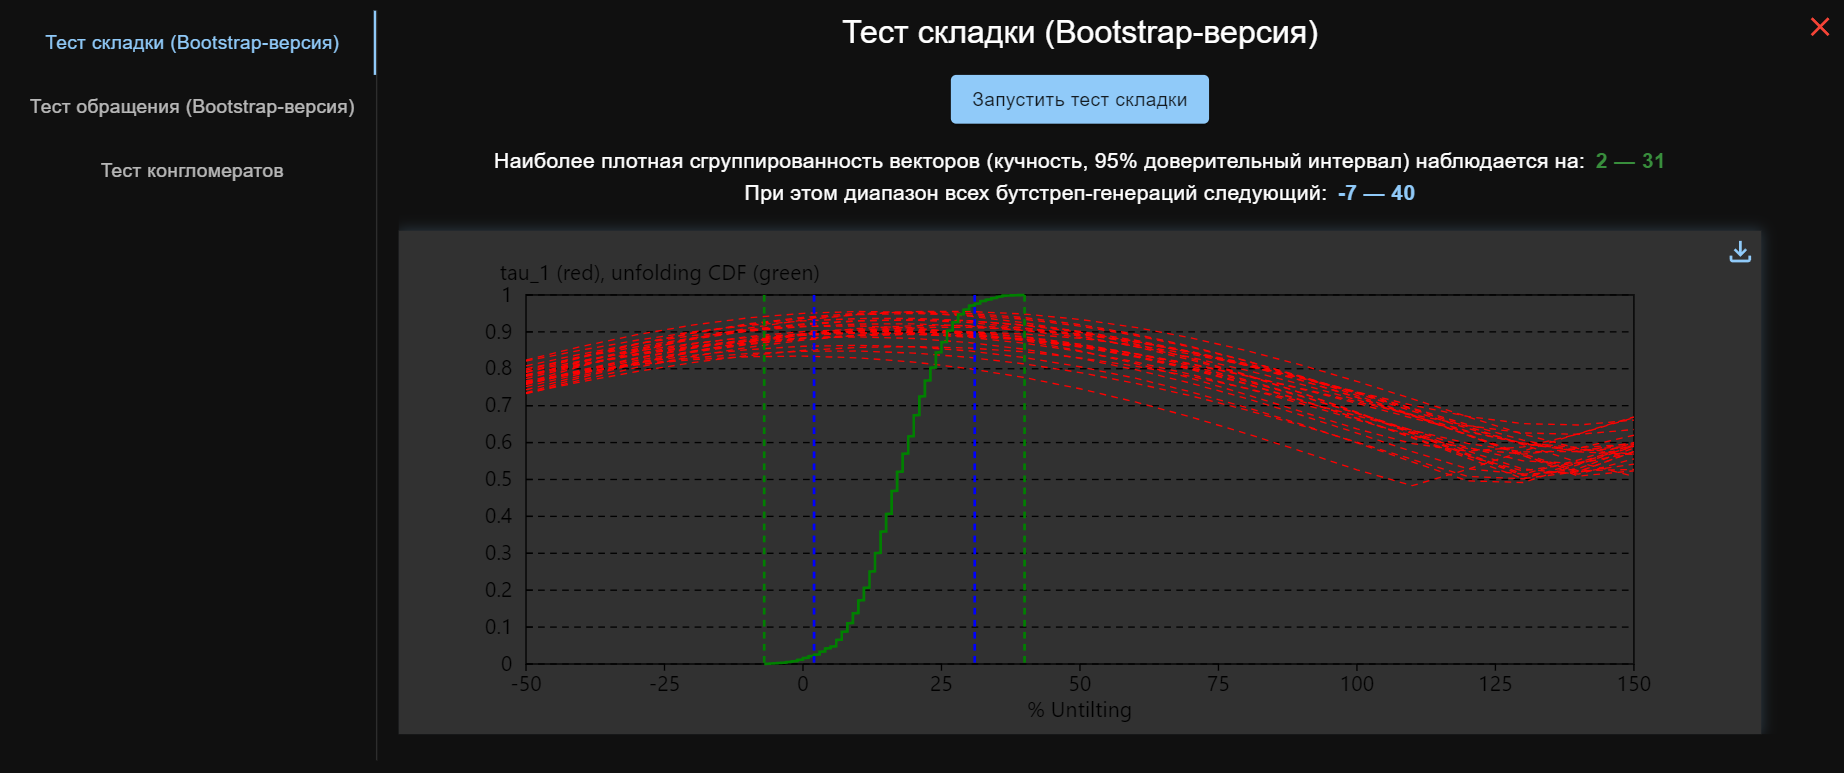 Тест складки (Bootstrap-версия)
Тест обращения (Bootstrap-версия)
Тест конгломератов
Тест складки (Bootstrap-версия)
Запустить тест складки
Наиболее плотная сгруппированность векторов (кучность, 95% доверительный интервал) наблюдается на: 2 — 31
При этом диапазон всех бутстреп-генераций следующий: -7 — 40
tau_1 (red), unfolding CDF (green)
1
0.9
0.8
0.7
0.6
0.5
0.4
0.3
0.2
0.1
0
-50 -25 0 25 50 75 100 125 150
% Untilting